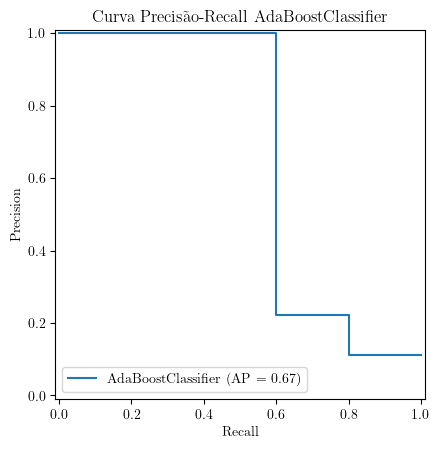 Curva Precisão-Recall AdaBoostClassifier
1.0
0.8
0.6
0.4
0.2
0.0
Precision
AdaBoostClassifier (AP = 0.67)
0.0 0.2 0.4 0.6 0.8 1.0
Recall